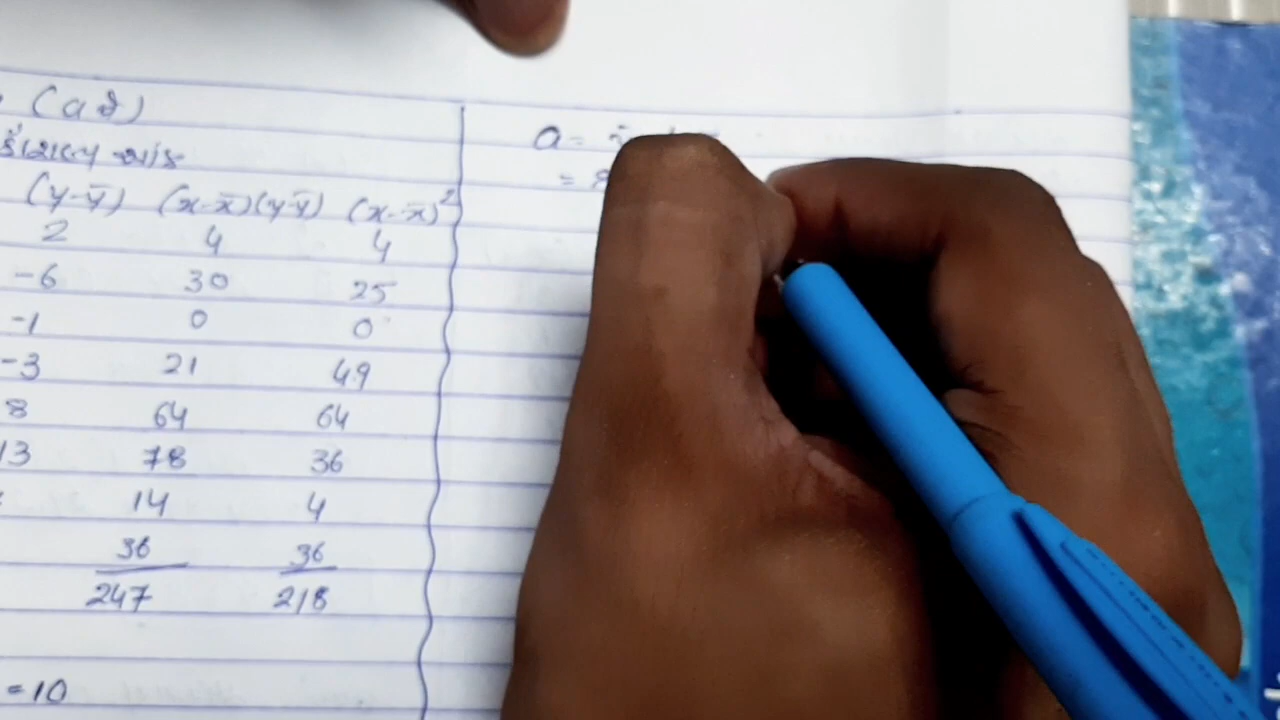 (અ ટ)
(y-ȳ) (x-x̄)(y-ȳ) (x-x̄)²
2 4 4
-6 30 25
-1 0 0
-3 21 49
8 64 64
13 78 36
14 4
36 36
247 218
=10
a =
= 8